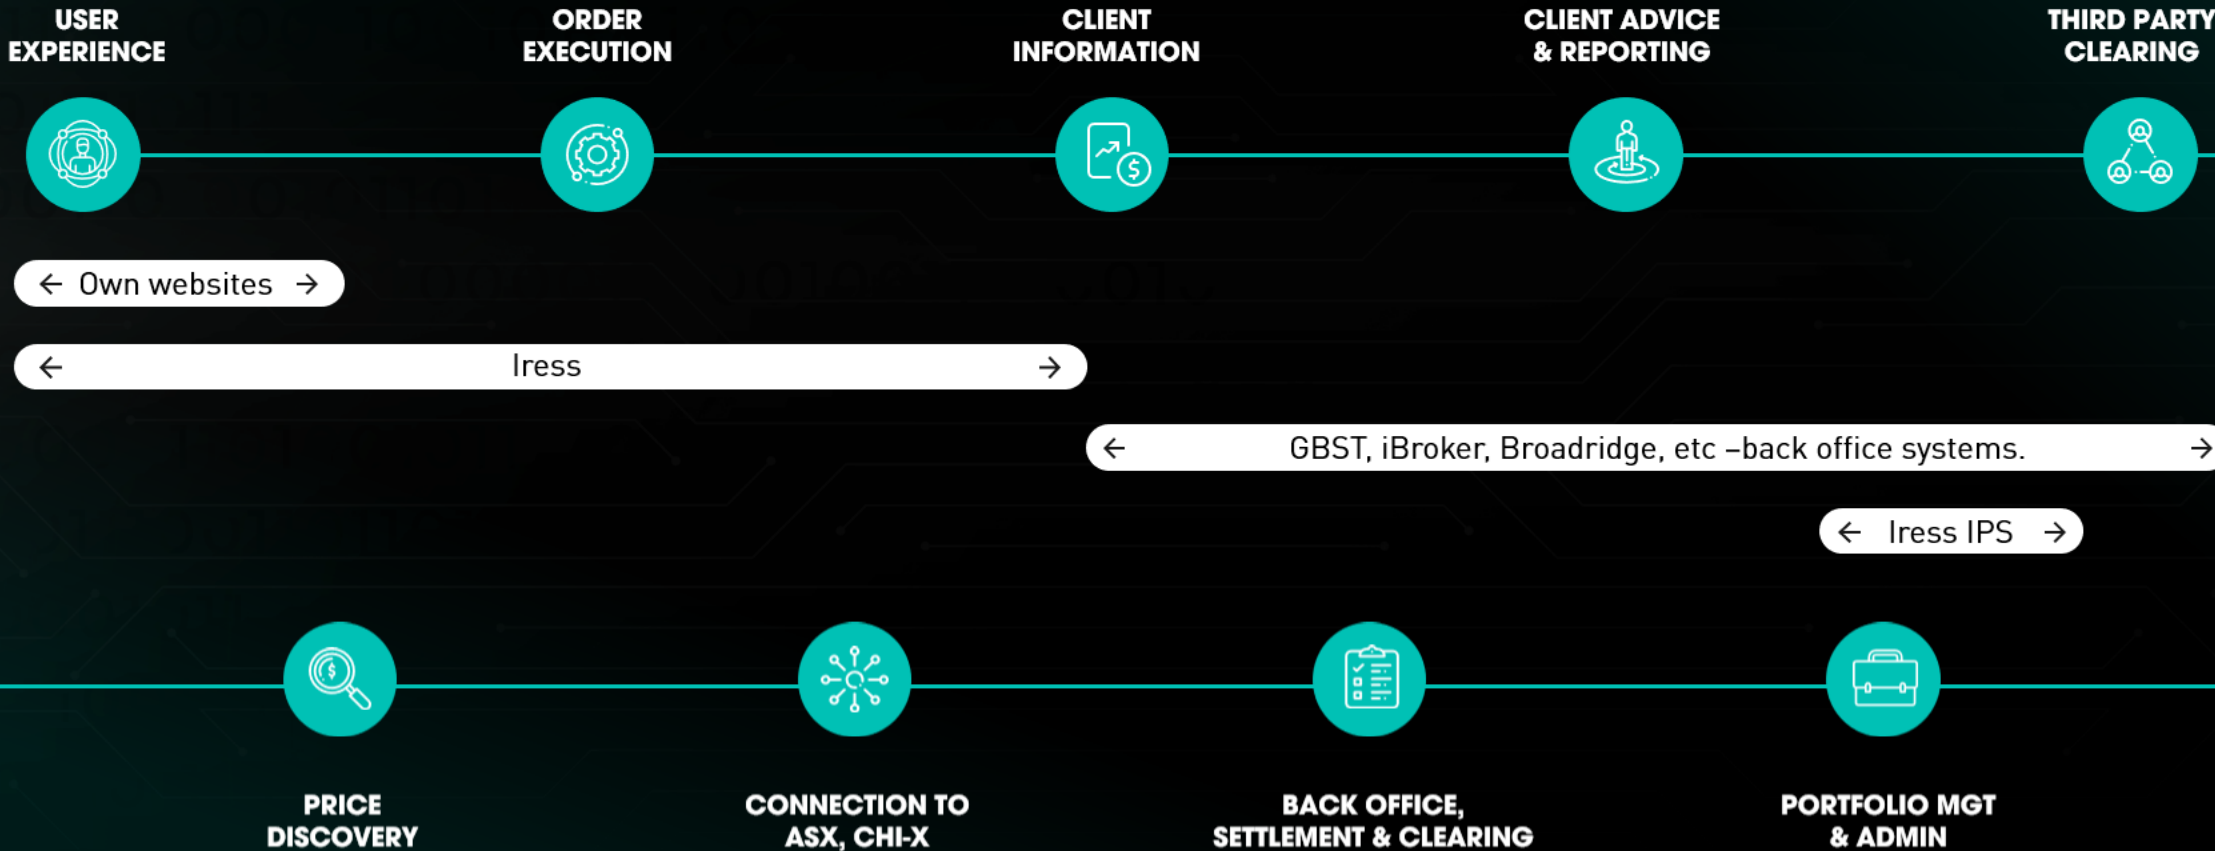 USER
EXPERIENCE
ORDER
EXECUTION
CLIENT
INFORMATION
CLIENT ADVICE
& REPORTING
THIRD PARTY
CLEARING
← Own websites →
← Iress →
← GBST, iBroker, Broadridge, etc –back office systems. →
← Iress IPS →
PRICE
DISCOVERY
CONNECTION TO
ASX, CHI-X
BACK OFFICE,
SETTLEMENT & CLEARING
PORTFOLIO MGT
& ADMIN